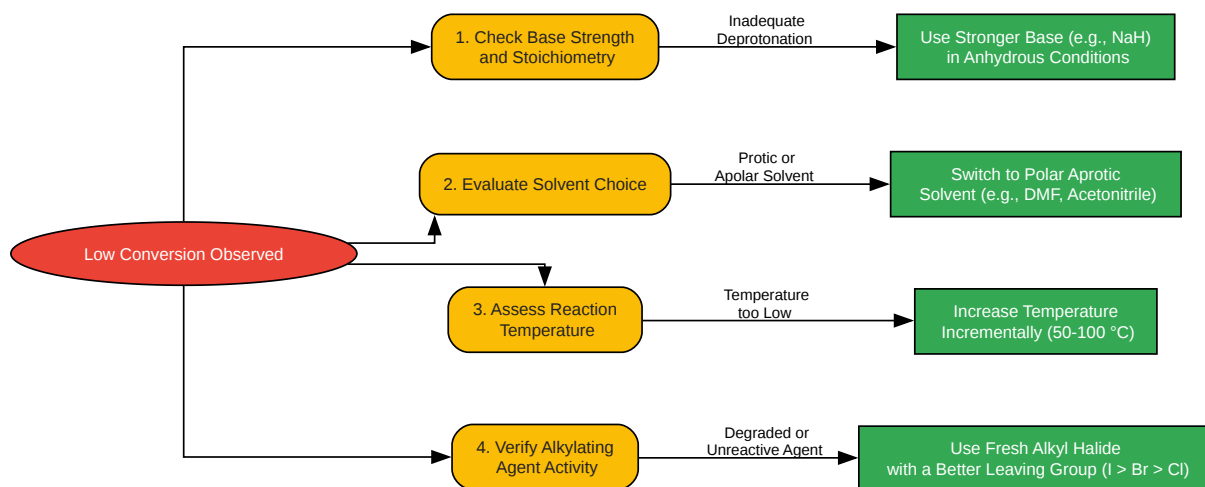 Low Conversion Observed
1. Check Base Strength
and Stoichiometry
Inadequate
Deprotonation
Use Stronger Base (e.g., NaH)
in Anhydrous Conditions
2. Evaluate Solvent Choice
Protic or
Apolar Solvent
Switch to Polar Aprotic
Solvent (e.g., DMF, Acetonitrile)
3. Assess Reaction
Temperature
Temperature
too Low
Increase Temperature
Incrementally (50-100 °C)
4. Verify Alkylating
Agent Activity
Degraded or
Unreactive Agent
Use Fresh Alkyl Halide
with a Better Leaving Group (I > Br > Cl)